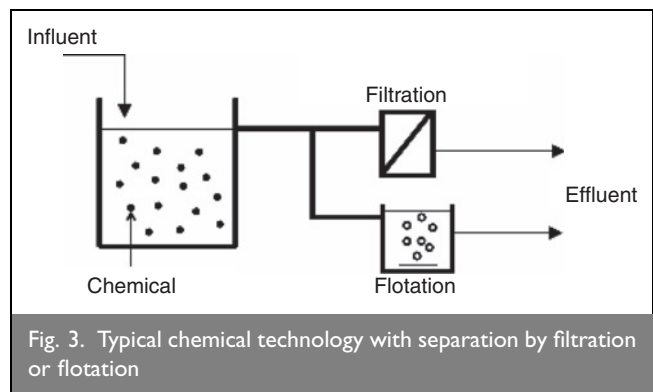 Influent
Filtration
Effluent
Chemical
Flotation
Fig. 3. Typical chemical technology with separation by filtration
or flotation